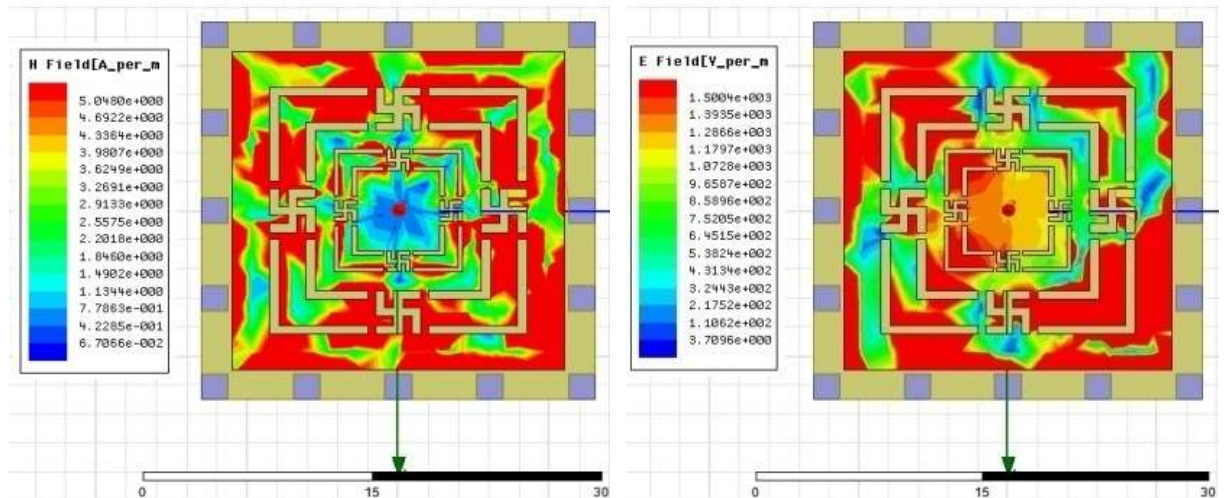 H Field[A_per_m
5.0480e+000
4.6922e+000
4.3364e+000
3.9807e+000
3.6249e+000
3.2691e+000
2.9133e+000
2.5575e+000
2.2018e+000
1.8460e+000
1.4902e+000
1.1344e+000
7.7863e-001
4.2285e-001
6.7066e-002
0
15
30
E Field[V_per_m
1.5004e+003
1.3935e+003
1.2866e+003
1.1797e+003
1.0728e+003
9.6587e+002
8.5896e+002
7.5205e+002
6.4515e+002
5.3824e+002
4.3134e+002
3.2443e+002
2.1752e+002
1.1062e+002
3.7096e+000
0
15
30